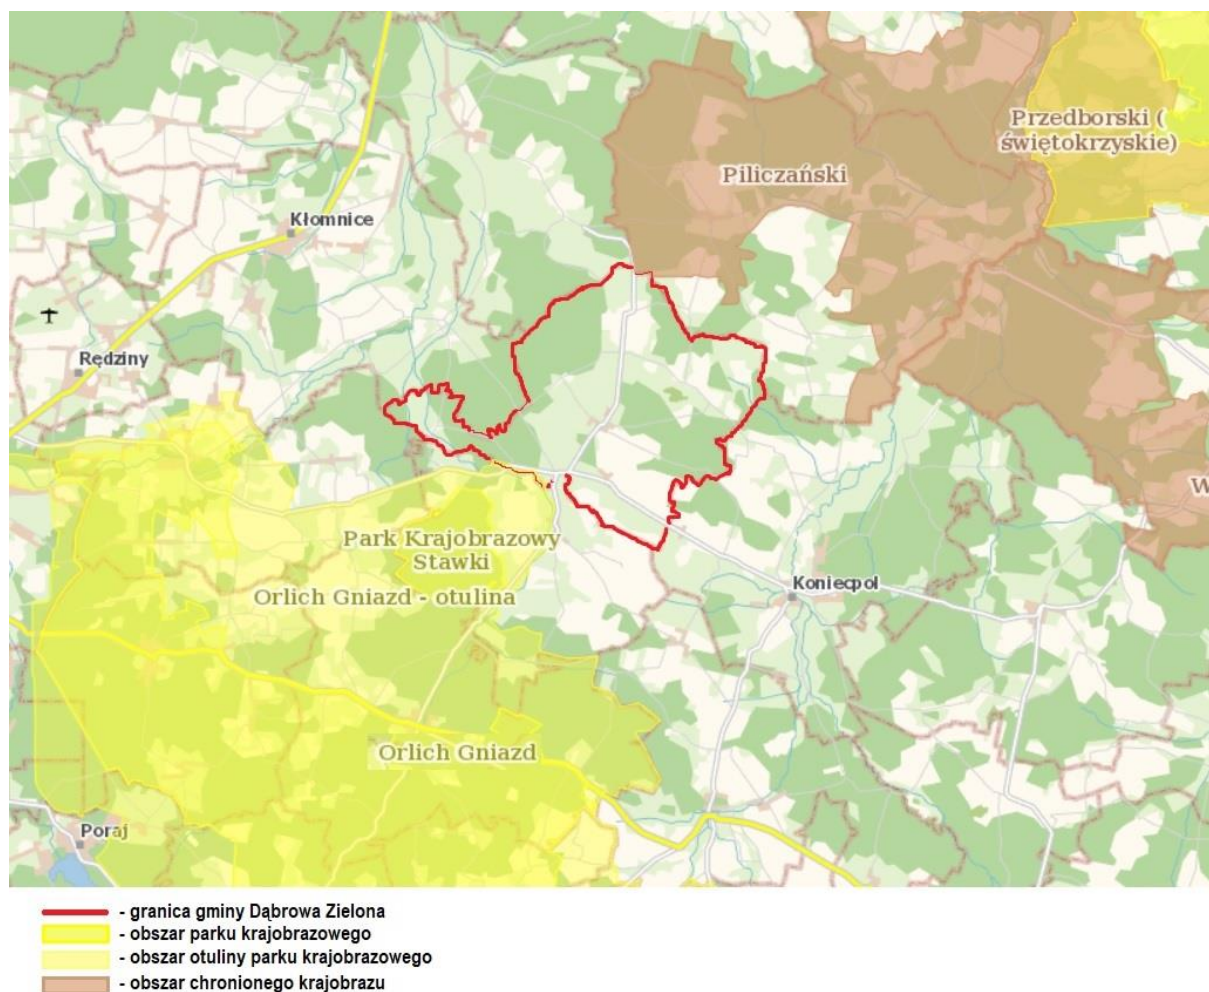 Przedborski (
świętokrzyskie)
Piliczański
Kłomnice
Rędziny
W
Park Krajobrazowy
Stawki
Koniecpol
Orlich Gniazd - otulina
Orlich Gniazd
Poraj
- granica gminy Dąbrowa Zielona
- obszar parku krajobrazowego
- obszar otuliny parku krajobrazowego
- obszar chronionego krajobrazu